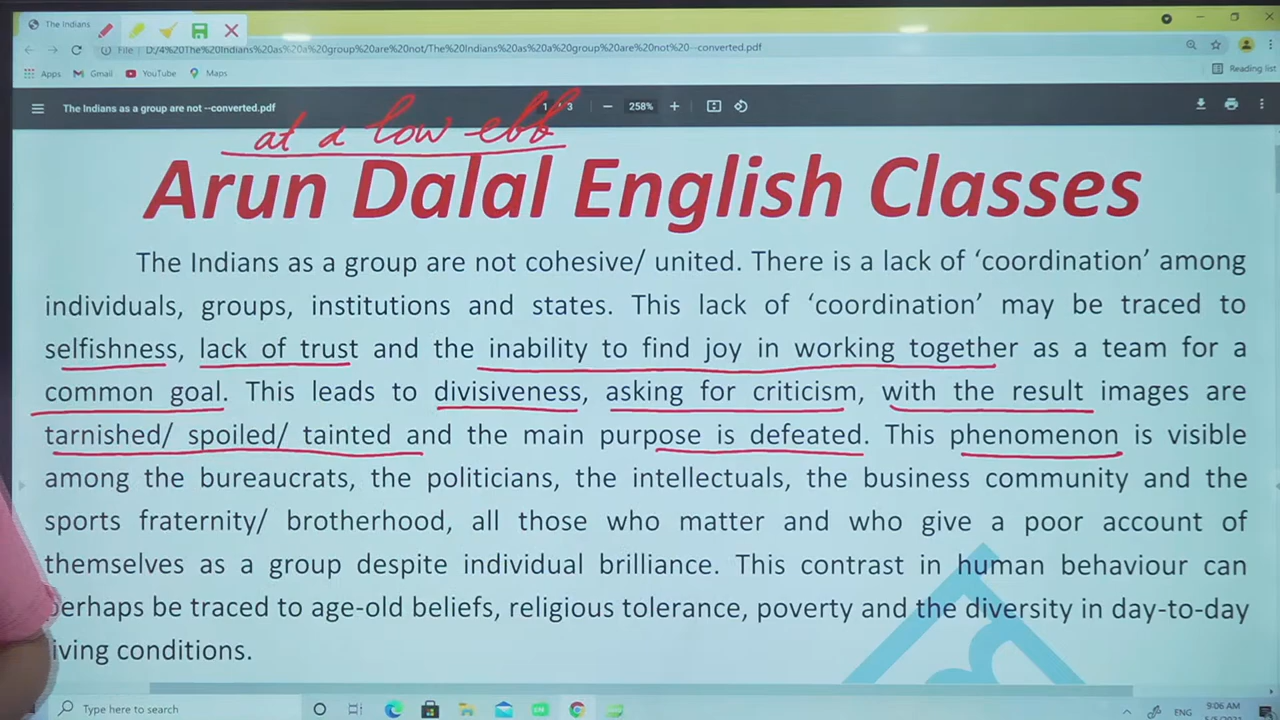 The Indians
File D:/4%20The%20Indians%20as%20a%20group%20are%20not/The%20Indians%20as%20a%20group%20are%20not%20--converted.pdf
Apps Gmail YouTube Maps Reading list
The Indians as a group are not --converted.pdf 1 / 3 258%
at a low ebb
Arun Dalal English Classes
The Indians as a group are not cohesive/ united. There is a lack of ‘coordination’ among
individuals, groups, institutions and states. This lack of ‘coordination’ may be traced to
selfishness, lack of trust and the inability to find joy in working together as a team for a
common goal. This leads to divisiveness, asking for criticism, with the result images are
tarnished/ spoiled/ tainted and the main purpose is defeated. This phenomenon is visible
among the bureaucrats, the politicians, the intellectuals, the business community and the
sports fraternity/ brotherhood, all those who matter and who give a poor account of
themselves as a group despite individual brilliance. This contrast in human behaviour can
perhaps be traced to age-old beliefs, religious tolerance, poverty and the diversity in day-to-day
living conditions.
Type here to search ENG 9:06 AM